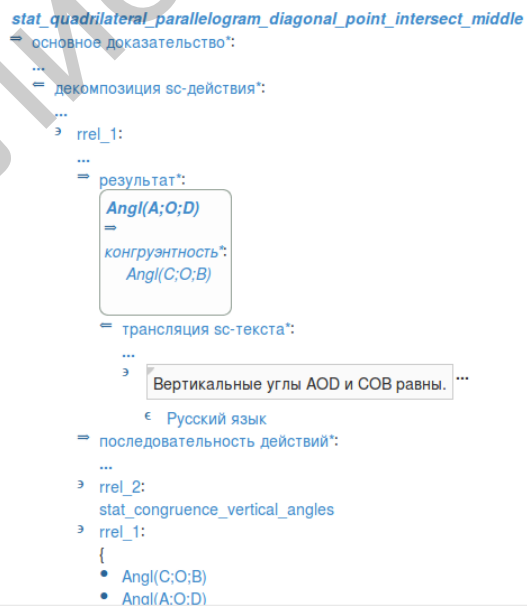 stat_quadrilateral_parallelogram_diagonal_point_intersect_middle
⇒ основное доказательство*:
...
⇐ декомпозиция sc-действия*:
...
∍ rrel_1:
...
⇒ результат*:
Angl(A;O;D)
⇒
конгруэнтность*:
Angl(C;O;B)
⇐ трансляция sc-текста*:
...
∍ Вертикальные углы AOD и COB равны. ...
∊ Русский язык
⇒ последовательность действий*:
...
∍ rrel_2:
stat_congruence_vertical_angles
∍ rrel_1:
{
• Angl(C;O;B)
• Angl(A;O;D)